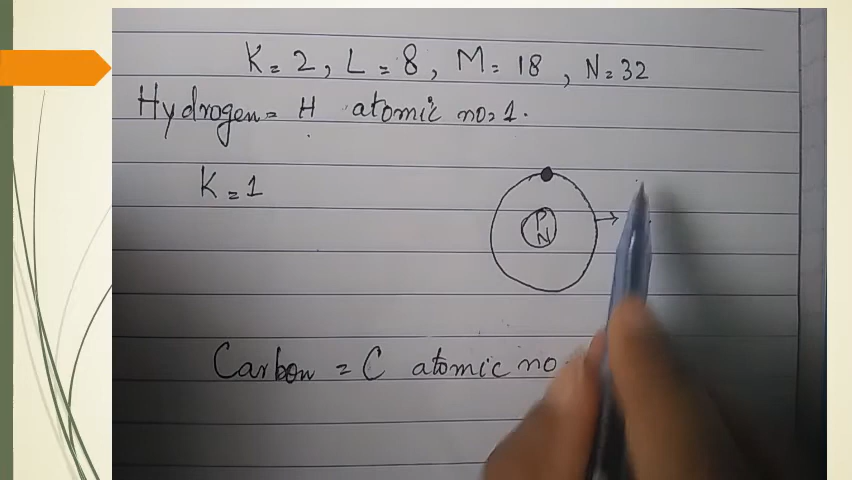 K = 2, L = 8, M = 18, N = 32
Hydrogen = H atomic no = 1.
K = 1
P
N
Carbon = C atomic no